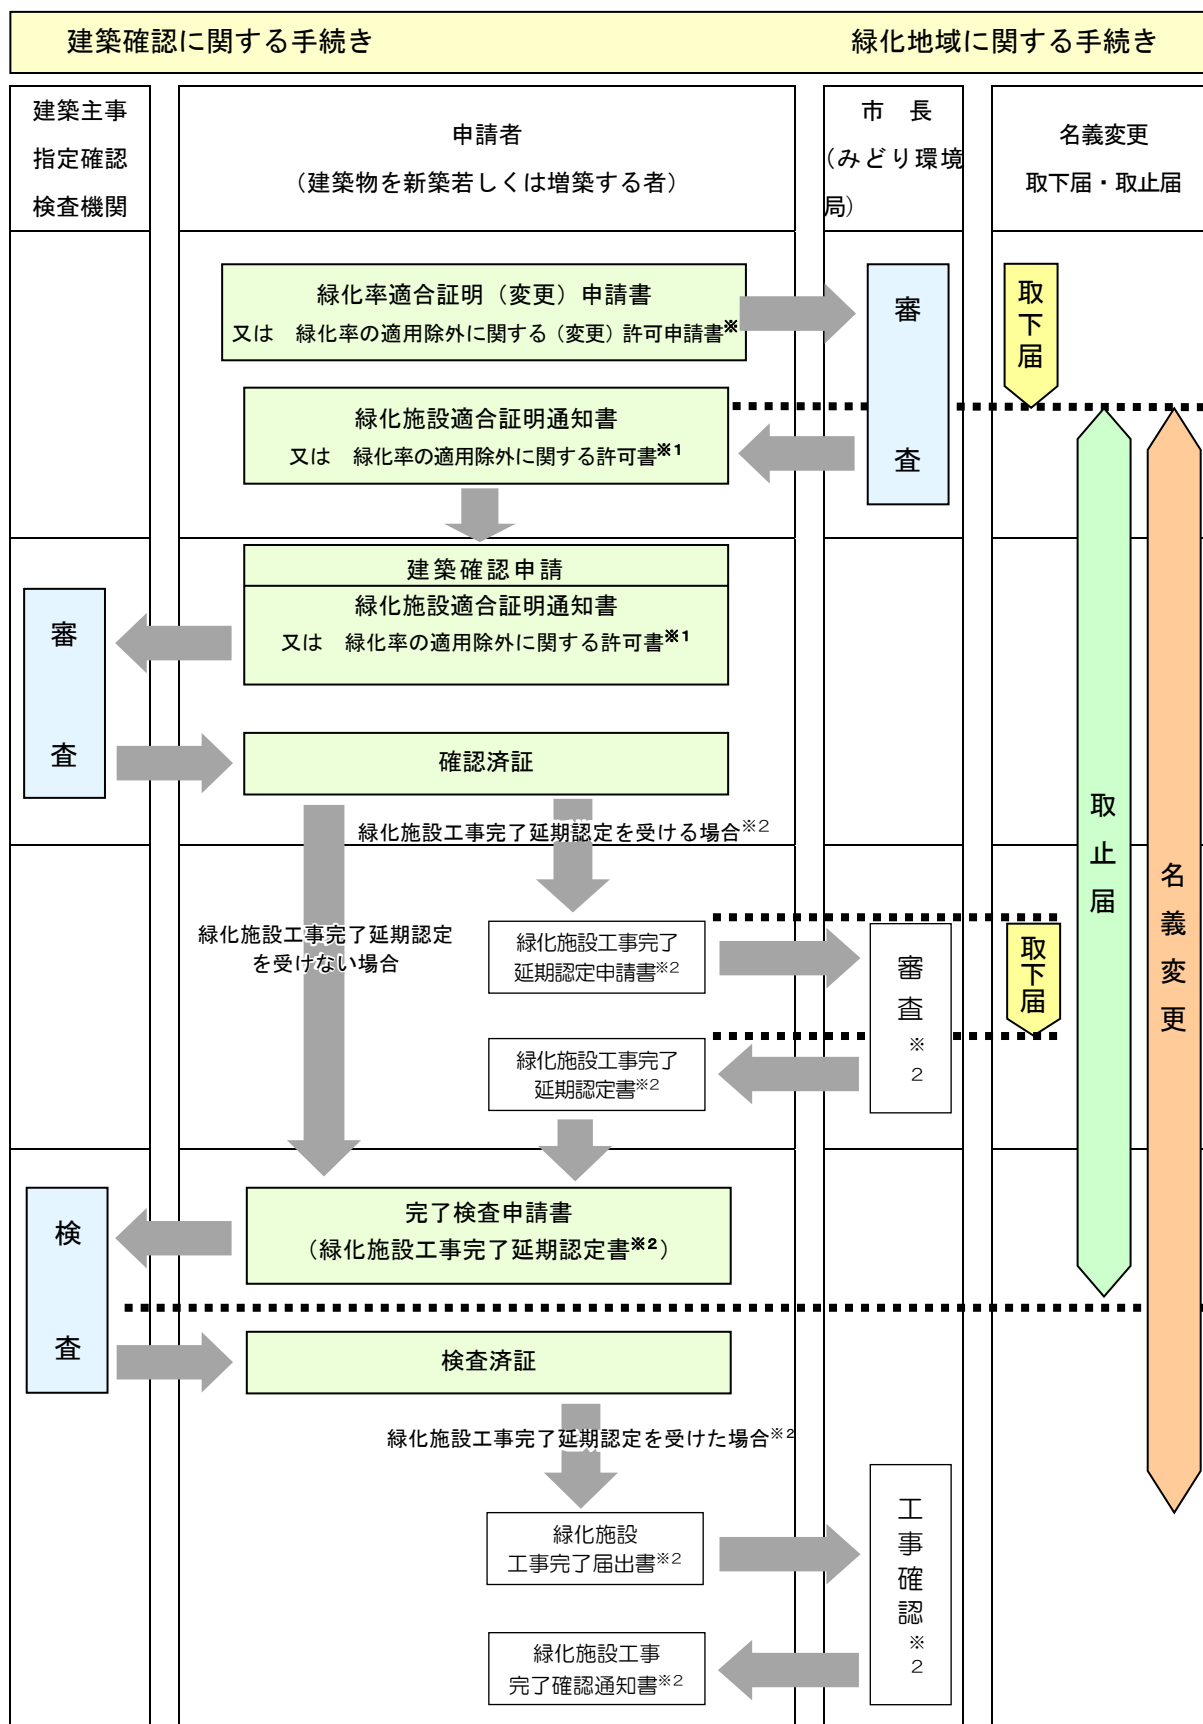 建築確認に関する手続き
緑化地域に関する手続き
建築主事
指定確認
検査機関
申請者
（建築物を新築若しくは増築する者）
市　長
（みどり環境
局）
名義変更
取下届・取止届
緑化率適合証明（変更）申請書
又は　緑化率の適用除外に関する（変更）許可申請書※
審
査
取下届
緑化施設適合証明通知書
又は　緑化率の適用除外に関する許可書※1
建築確認申請
緑化施設適合証明通知書
又は　緑化率の適用除外に関する許可書※1
審
査
確認済証
緑化施設工事完了延期認定を受ける場合※2
緑化施設工事完了延期認定
を受けない場合
緑化施設工事完了
延期認定申請書※2
審査※2
取下届
緑化施設工事完了
延期認定書※2
取止届
名義変更
完了検査申請書
（緑化施設工事完了延期認定書※2）
検
査
検査済証
緑化施設工事完了延期認定を受けた場合※2
緑化施設
工事完了届出書※2
工事確認※2
緑化施設工事
完了確認通知書※2